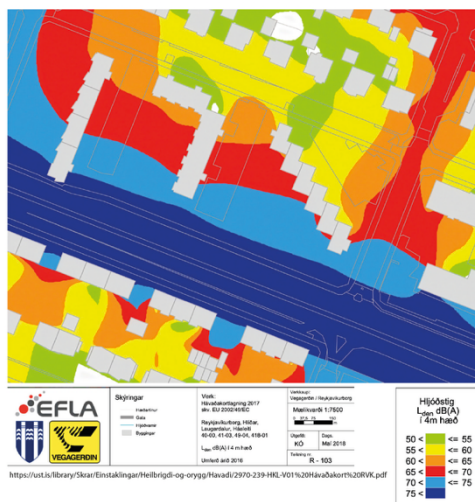 EFLA
VEGAGERÐIN
Skýringar
Hæðarlínur
Gata
Hljóðveggur
Byggingar
Verk:
Hávaðakortlagning 2017
skv. EU 2002/49/EC
Reykjavíkurborg, Hlíðar,
Umferð árið 2016
Verkkaupi:
Vegagerðin / Reykjavíkurborg
Mælikvarði 1:7500
Útgefið
KÓ
Dags.
Maí 2018
Teikning nr.
R - 103
Hljóðstig
Lden dB(A)
í 4m hæð
50 < <= 55
55 < <= 60
60 < <= 65
65 < <= 70
70 < <= 75
75 <
https://ust.is/library/Skrar/Einstaklingar/Heilbrigdi-og-orygg/Havadi/2970-239-HKL-V01%20Hávaðakort%20RVK.pdf